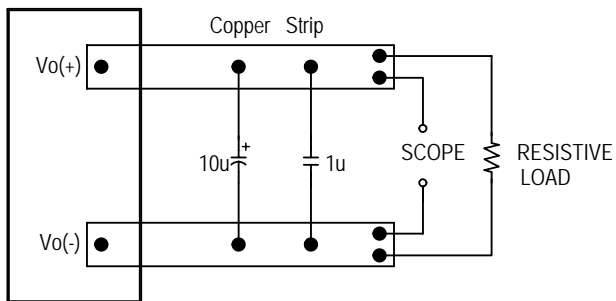 Copper Strip
Vo(+)
10u
+
1u
SCOPE
RESISTIVE
LOAD
Vo(-)